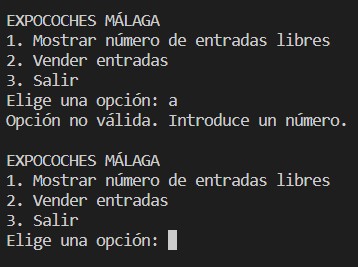 EXPOCOCHES MÁLAGA
1. Mostrar número de entradas libres
2. Vender entradas
3. Salir
Elige una opción: a
Opción no válida. Introduce un número.
EXPOCOCHES MÁLAGA
1. Mostrar número de entradas libres
2. Vender entradas
3. Salir
Elige una opción: